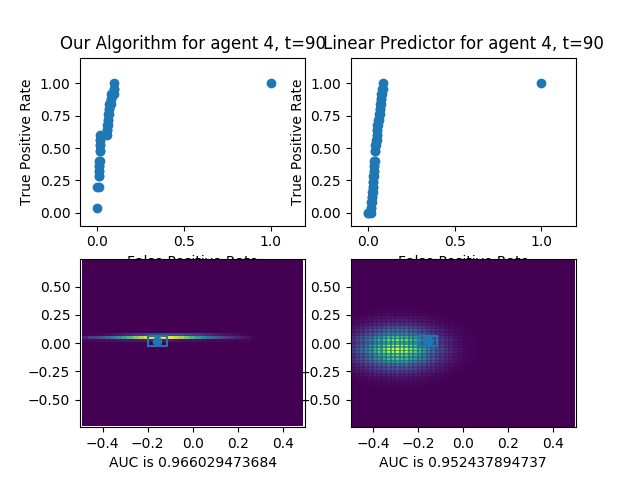 Our Algorithm for agent 4, t=90
Linear Predictor for agent 4, t=90
True Positive Rate
1.00
0.75
0.50
0.25
0.00
0.0 0.5 1.0
False Positive Rate
True Positive Rate
1.00
0.75
0.50
0.25
0.00
0.0 0.5 1.0
False Positive Rate
0.50
0.25
0.00
−0.25
−0.50
−0.4 −0.2 0.0 0.2 0.4
AUC is 0.966029473684
0.50
0.25
0.00
−0.25
−0.50
−0.4 −0.2 0.0 0.2 0.4
AUC is 0.952437894737